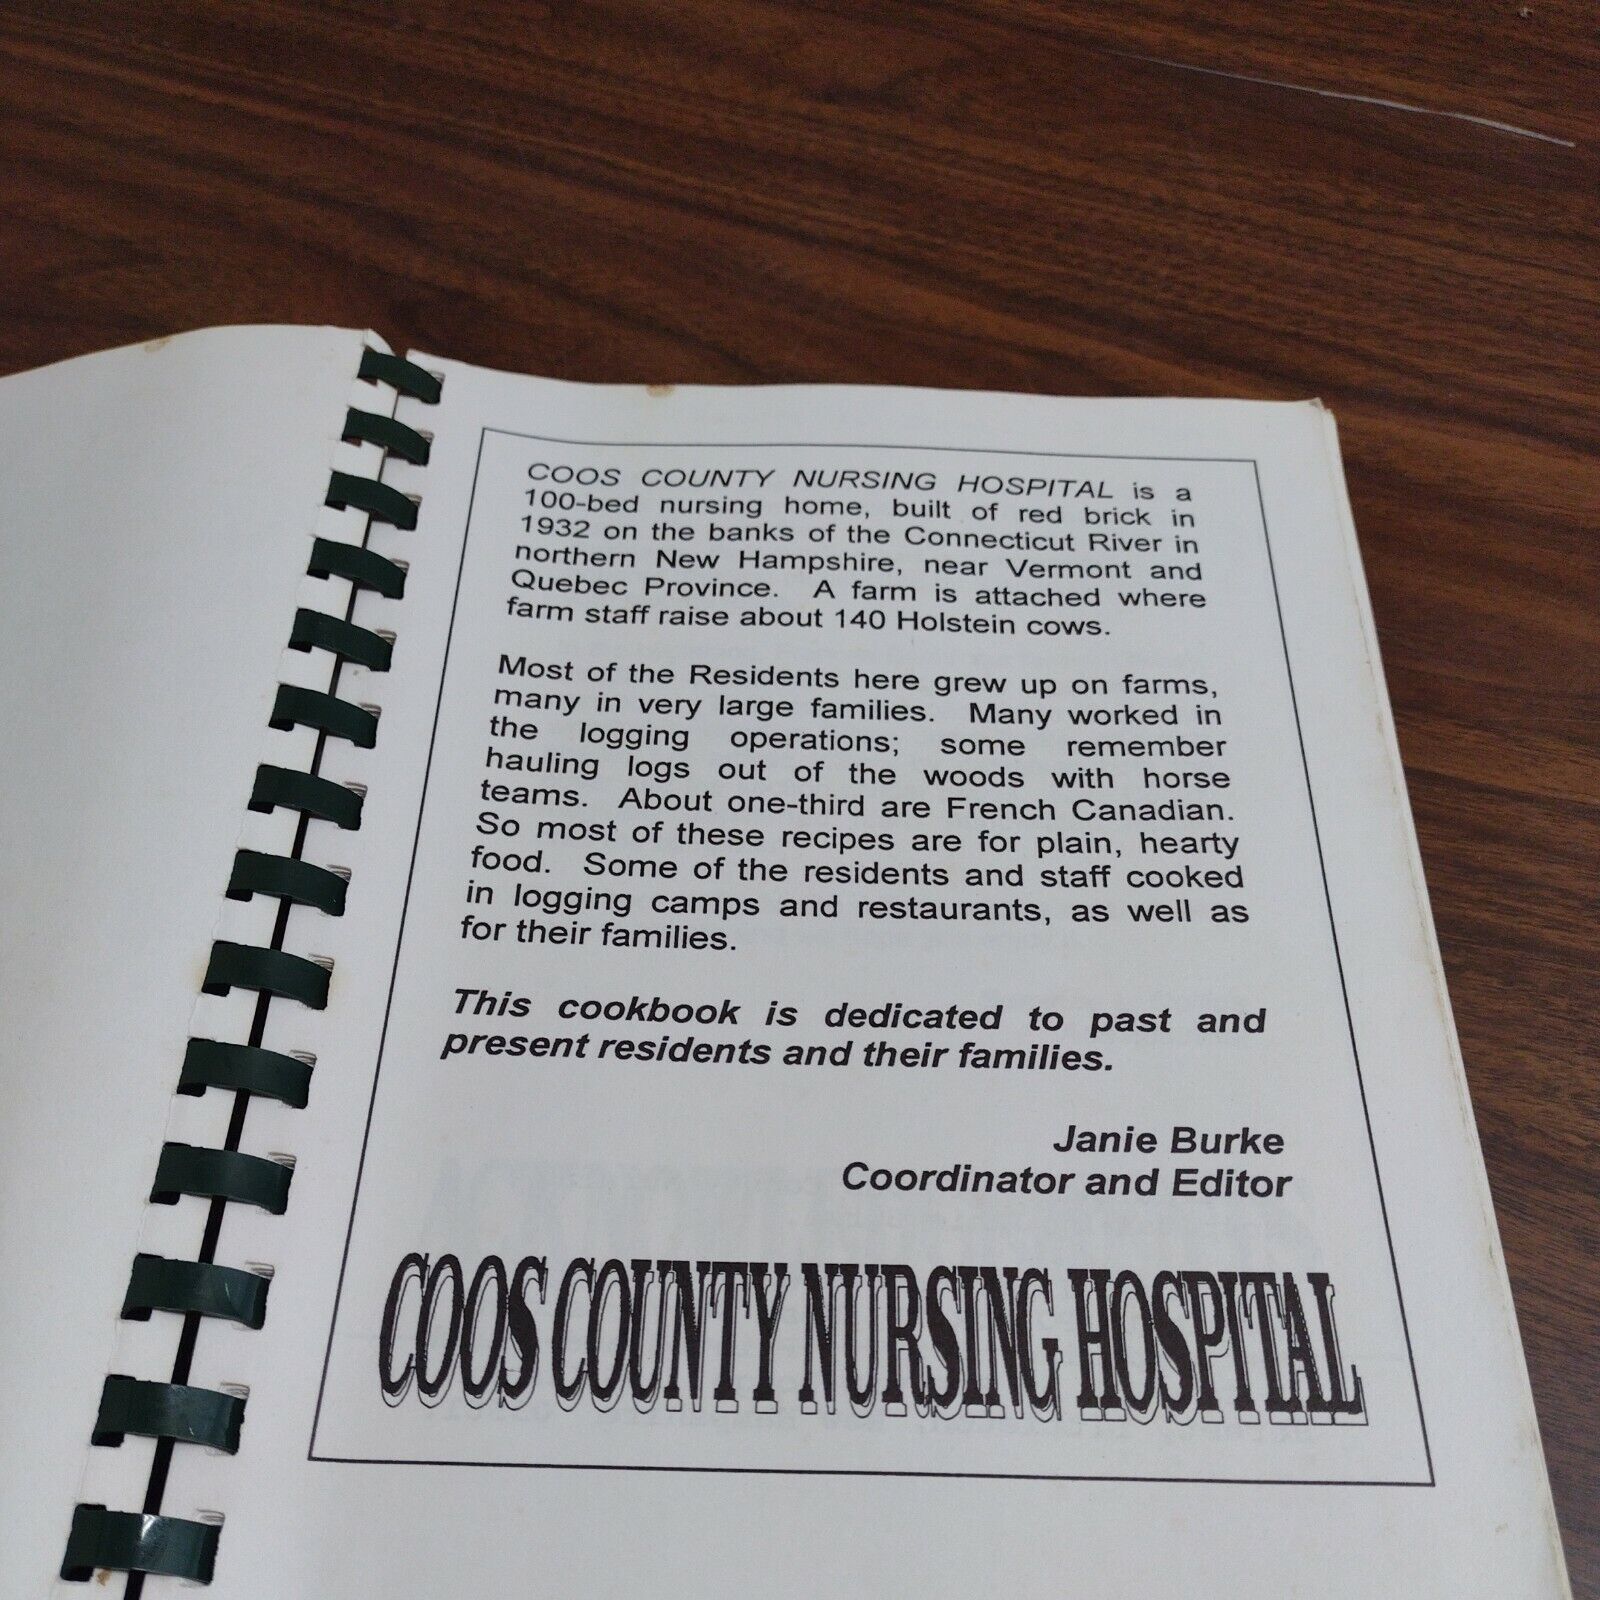 COOS COUNTY NURSING HOSPITAL is a
100-bed nursing home, built of red brick in
1932 on the banks of the Connecticut River in
northern New Hampshire, near Vermont and
Quebec Province. A farm is attached where
farm staff raise about 140 Holstein cows.
Most of the Residents here grew up on farms,
many in very large families. Many worked in
the logging operations; some remember
hauling logs out of the woods with horse
teams. About one-third are French Canadian.
So most of these recipes are for plain, hearty
food. Some of the residents and staff cooked
in logging camps and restaurants, as well as
for their families.
This cookbook is dedicated to past and
present residents and their families.
Janie Burke
Coordinator and Editor
COOS COUNTY NURSING HOSPITAL